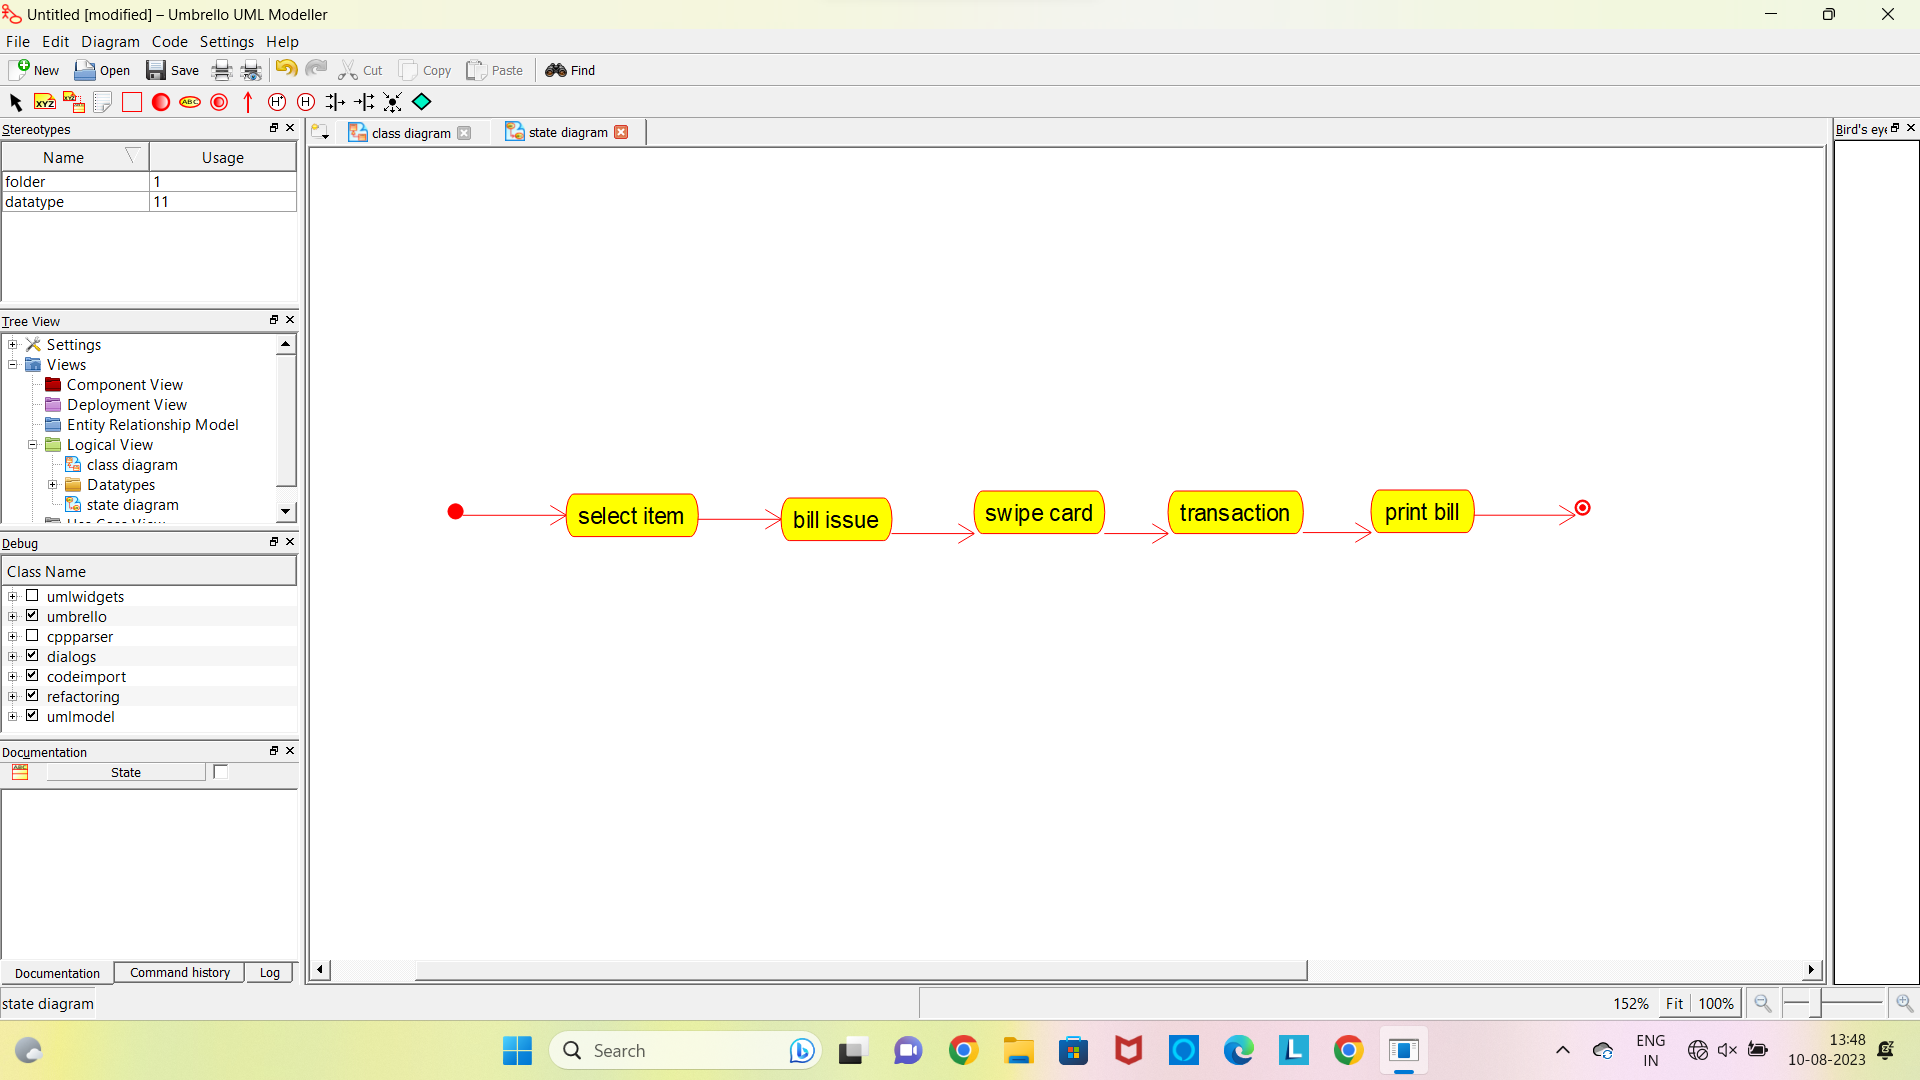 Untitled [modified] – Umbrello UML Modeller
File Edit Diagram Code Settings Help
New Open Save Cut Copy Paste Find
XYZ ABC H* H
Stereotypes
Name Usage
folder 1
datatype 11
Tree View
Settings
Views
Component View
Deployment View
Entity Relationship Model
Logical View
class diagram
Datatypes
state diagram
Debug
Class Name
umlwidgets
umbrello
cppparser
dialogs
codeimport
refactoring
umlmodel
Documentation
State
Documentation Command history Log
class diagram state diagram
select item bill issue swipe card transaction print bill
Bird's eye
state diagram
152% Fit 100%
Search
ENG
IN
13:48
10-08-2023